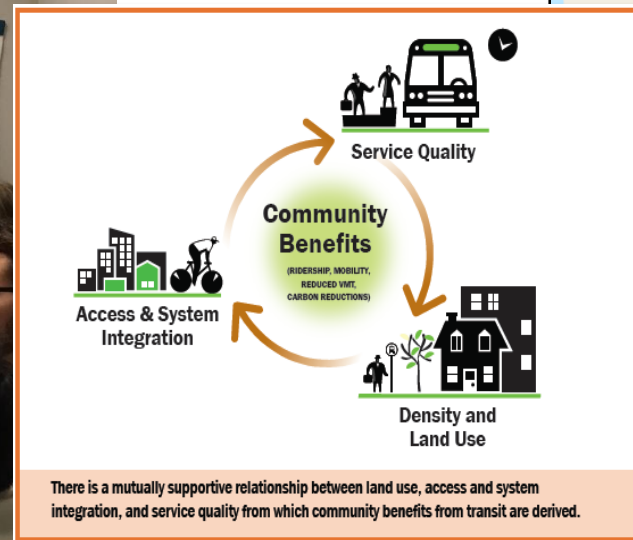 Service Quality
Community
Benefits
(RIDERSHIP, MOBILITY,
REDUCED VMT,
CARBON REDUCTIONS)
Access & System
Integration
Density and
Land Use
There is a mutually supportive relationship between land use, access and system
integration, and service quality from which community benefits from transit are derived.